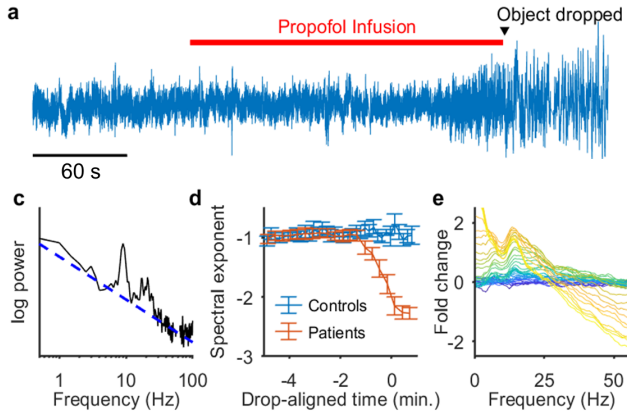 a
Object dropped
Propofol Infusion
60 s
c
d
e
log power
1
10
100
Frequency (Hz)
Spectral exponent
-1
-2
-3
Controls
Patients
-4
-2
0
Drop-aligned time (min.)
Fold change
2
0
-2
0
25
50
Frequency (Hz)